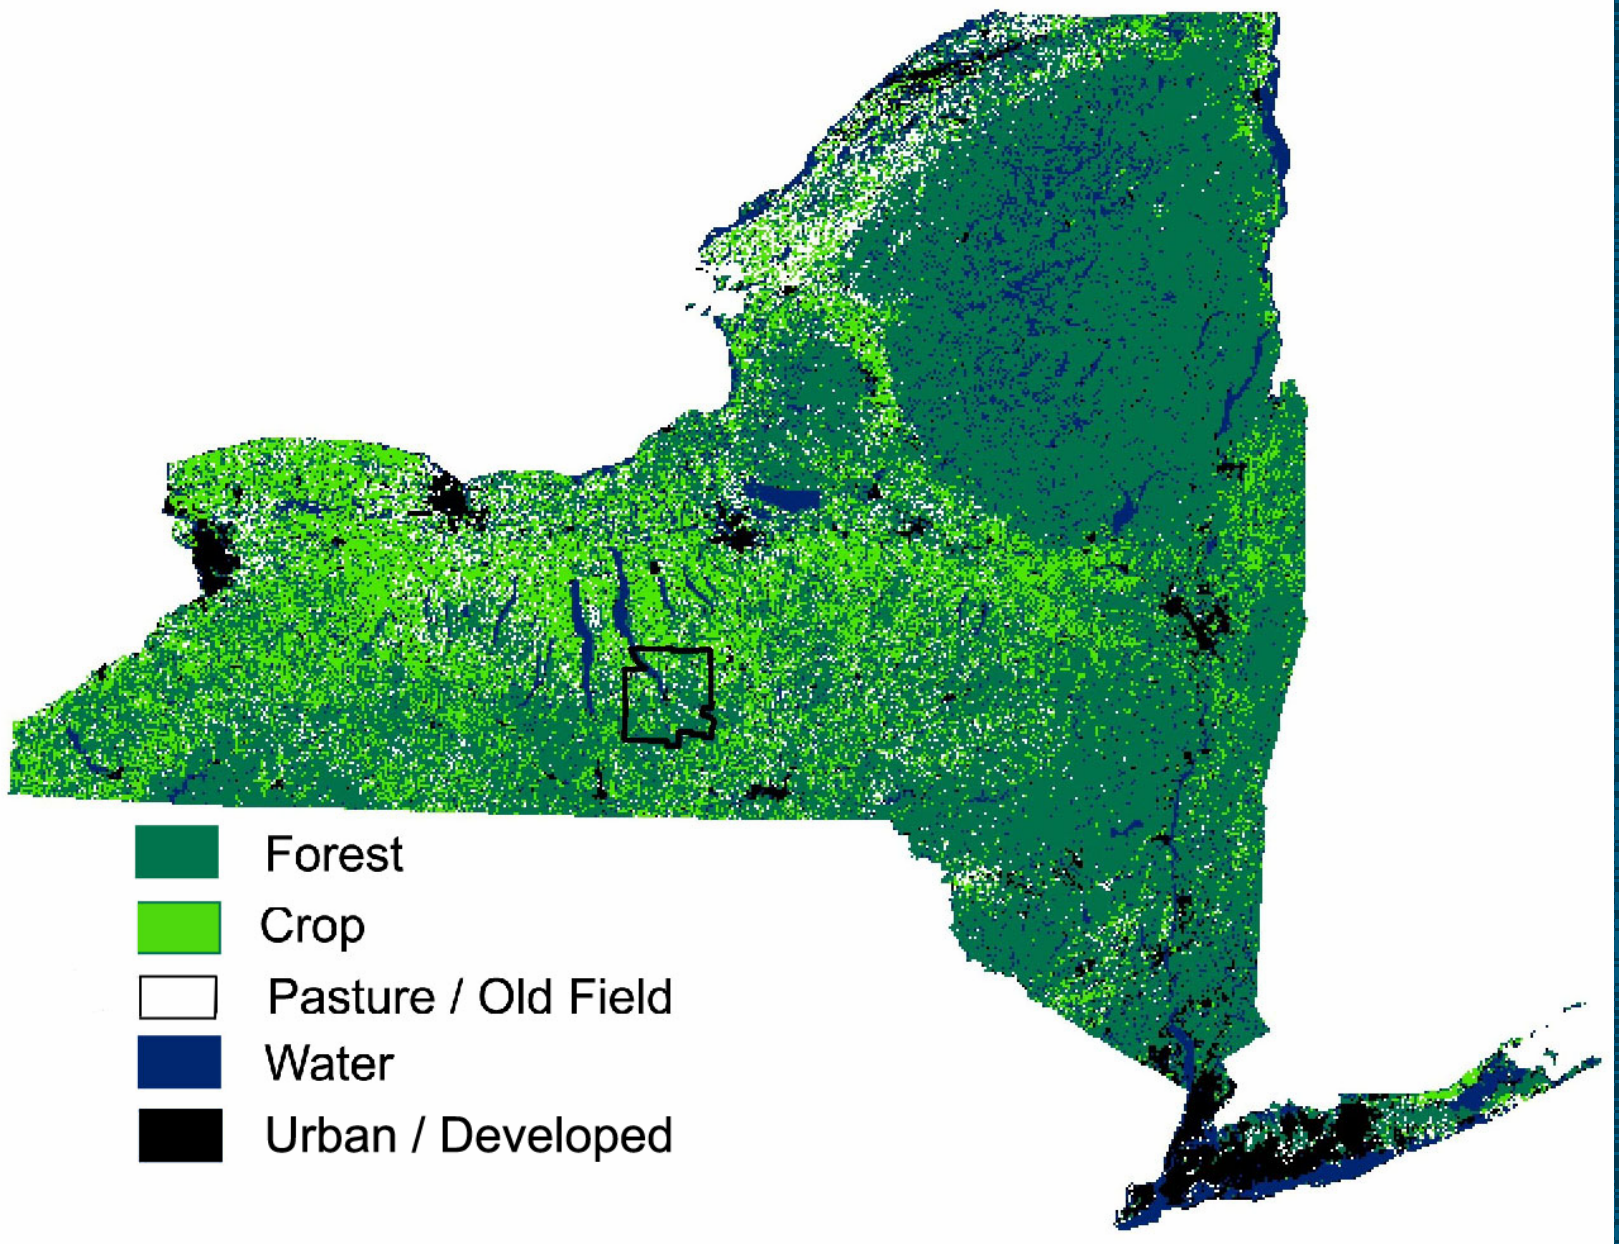 Forest
Crop
Pasture / Old Field
Water
Urban / Developed